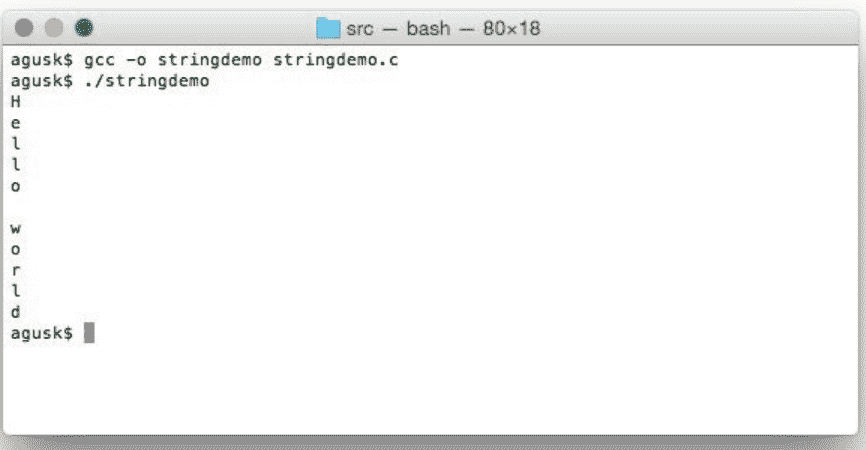 src — bash — 80×18
agusk$ gcc -o stringdemo stringdemo.c
agusk$ ./stringdemo
H
e
l
l
o

w
o
r
l
d
agusk$